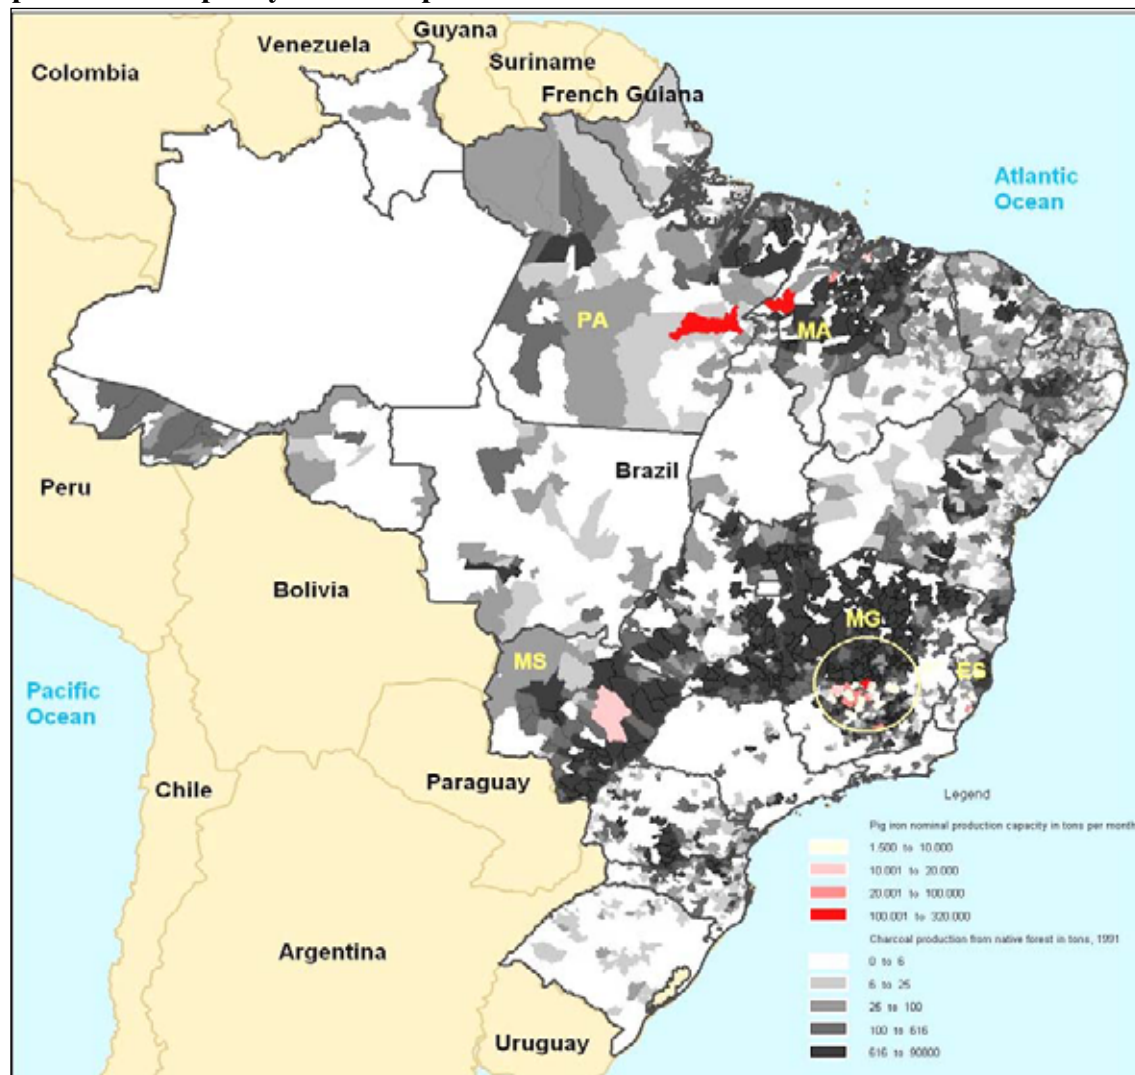 Guyana
Venezuela
Colombia
Suriname
French Guiana
Atlantic
Ocean
PA
MA
Brazil
Peru
Bolivia
MG
MS
ES
Pacific
Ocean
Paraguay
Chile
Argentina
Uruguay
Legend
Pig iron nominal production capacity in tons per month
1.500 to 10.000
10.001 to 20.000
20.001 to 100.000
100.001 to 320.000
Charcoal production from native forest in tons, 1991
0 to 6
6 to 25
26 to 100
100 to 616
616 to 90800